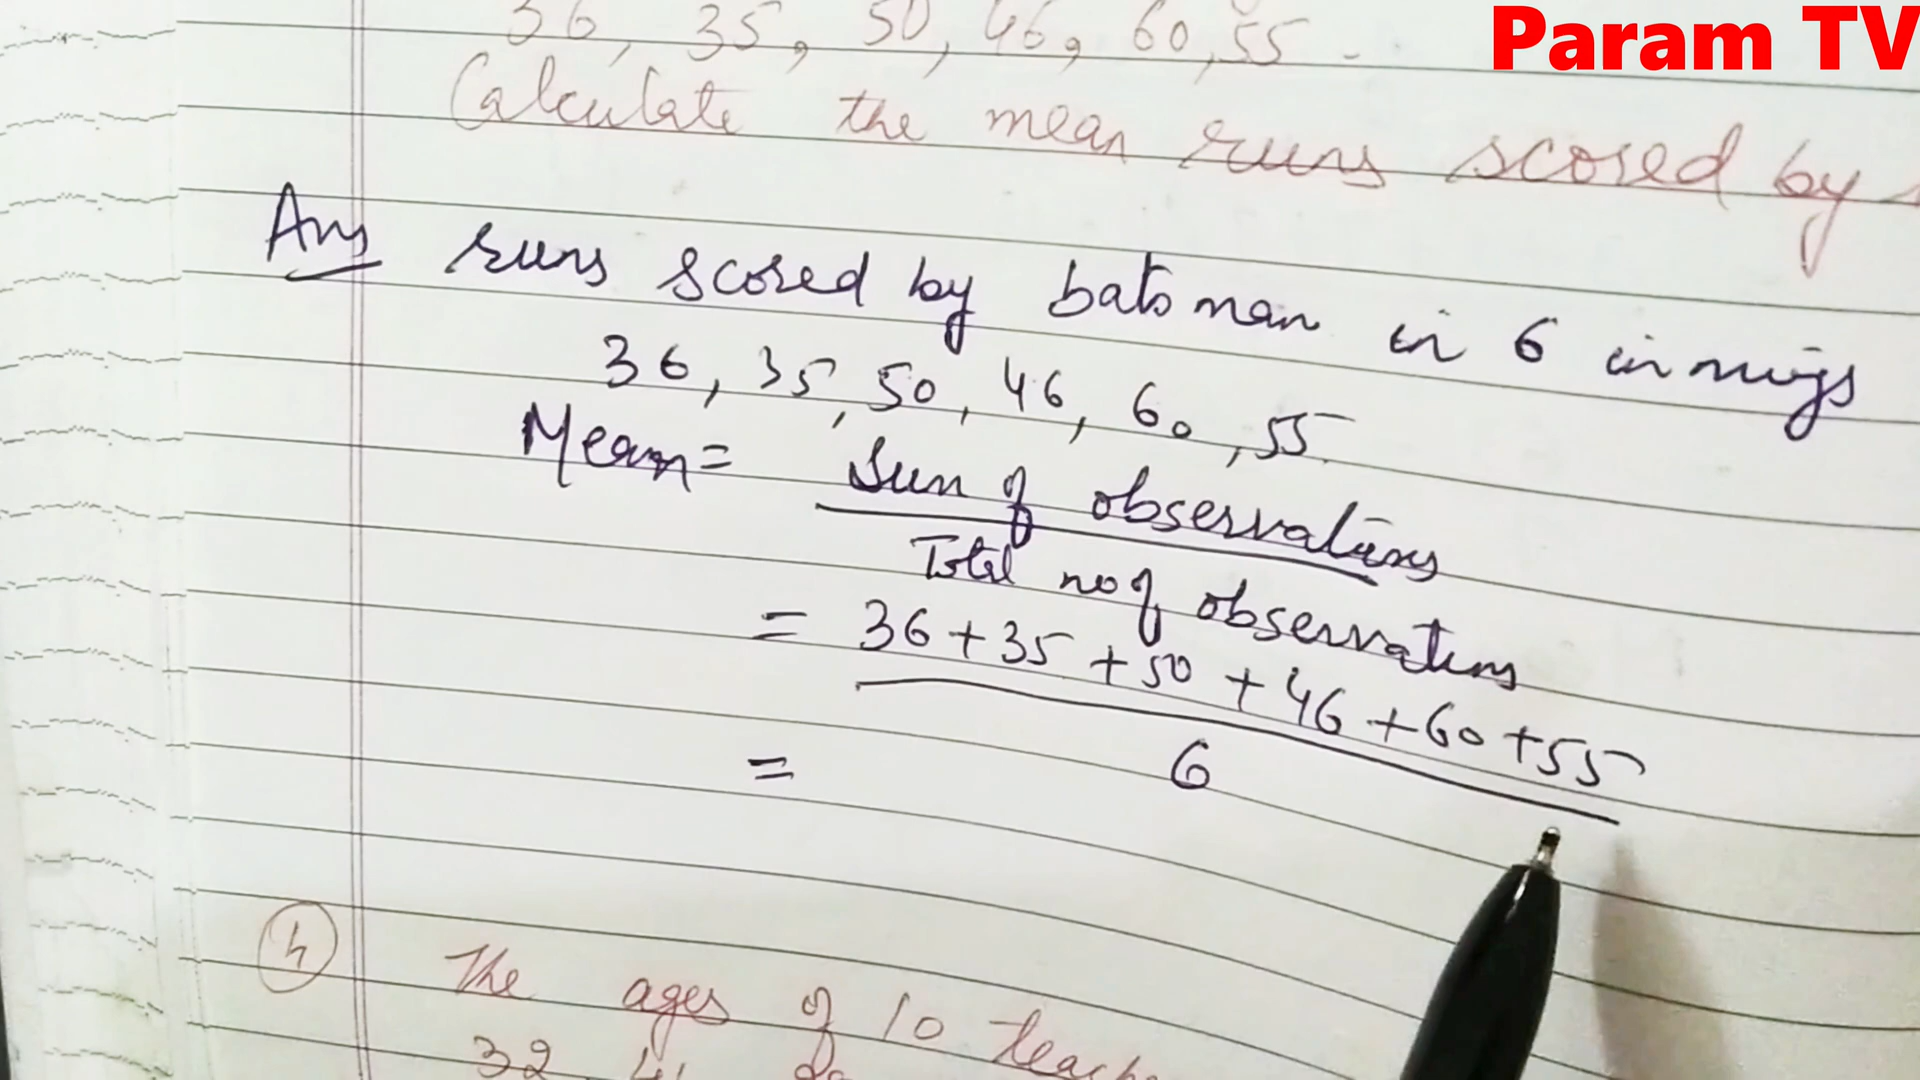 Param TV
36, 35, 50, 46, 60, 55.
Calculate the mean runs scored by
Ans runs scored by batsman in 6 innings
36, 35, 50, 46, 60, 55.
Mean = Sum of observations
Total no of observations
= 36 + 35 + 50 + 46 + 60 + 55
= 6
4 The ages of 10
32